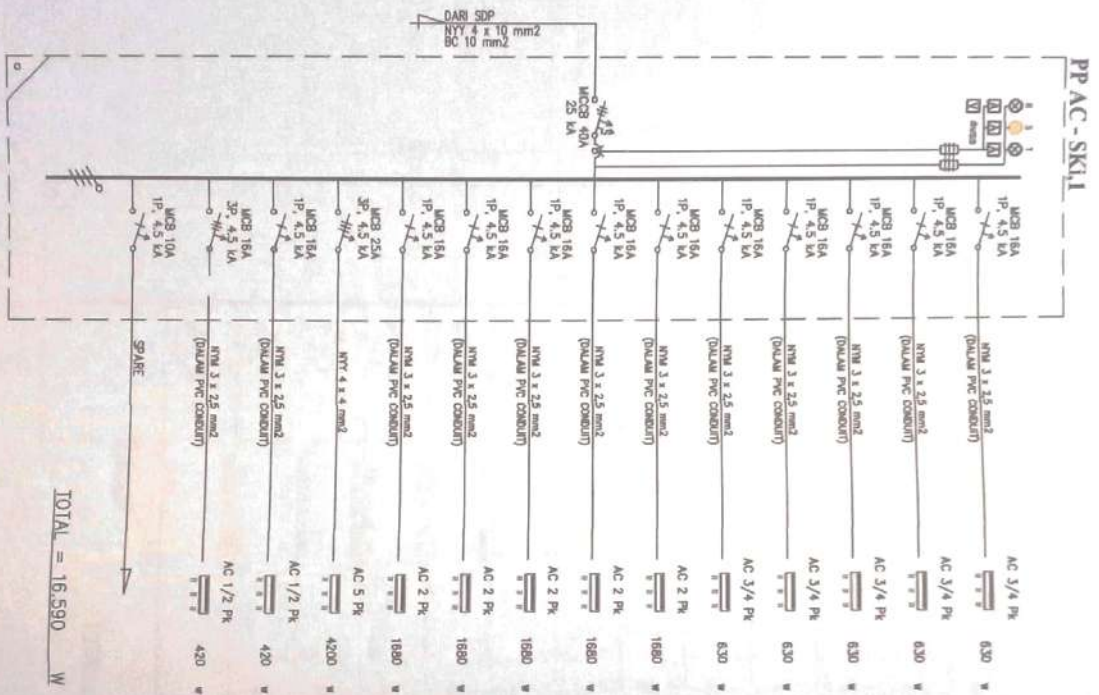 PP AC - SKi,1
DARI SDP
NYY 4 x 10 mm2
BC 10 mm2
MCCB 40A
25 kA
A A A
V
MCB 16A
1P, 4.5 kA
NYM 3 x 2,5 mm2
(DALAM PVC CONDUIT)
AC 3/4 Pk
630 W
MCB 16A
1P, 4.5 kA
NYM 3 x 2,5 mm2
(DALAM PVC CONDUIT)
AC 3/4 Pk
630 W
MCB 16A
1P, 4.5 kA
NYM 3 x 2,5 mm2
(DALAM PVC CONDUIT)
AC 3/4 Pk
630 W
MCB 16A
1P, 4.5 kA
NYM 3 x 2,5 mm2
(DALAM PVC CONDUIT)
AC 3/4 Pk
630 W
MCB 16A
1P, 4.5 kA
NYM 3 x 2,5 mm2
(DALAM PVC CONDUIT)
AC 3/4 Pk
630 W
MCB 16A
1P, 4.5 kA
NYM 3 x 2,5 mm2
(DALAM PVC CONDUIT)
AC 2 Pk
1680 W
MCB 16A
1P, 4.5 kA
NYM 3 x 2,5 mm2
(DALAM PVC CONDUIT)
AC 2 Pk
1680 W
MCB 16A
1P, 4.5 kA
NYM 3 x 2,5 mm2
(DALAM PVC CONDUIT)
AC 2 Pk
1680 W
MCB 16A
1P, 4.5 kA
NYM 3 x 2,5 mm2
(DALAM PVC CONDUIT)
AC 2 Pk
1680 W
MCB 16A
1P, 4.5 kA
NYM 3 x 2,5 mm2
(DALAM PVC CONDUIT)
AC 2 Pk
1680 W
MCB 25A
3P, 4.5 kA
NYY 4 x 4 mm2
AC 5 Pk
4200 W
MCB 16A
1P, 4.5 kA
NYM 3 x 2,5 mm2
(DALAM PVC CONDUIT)
AC 1/2 Pk
420 W
MCB 16A
3P, 4.5 kA
NYM 3 x 2,5 mm2
(DALAM PVC CONDUIT)
AC 1/2 Pk
420 W
MCB 10A
1P, 4.5 kA
SPARE
TOTAL = 16.590 W